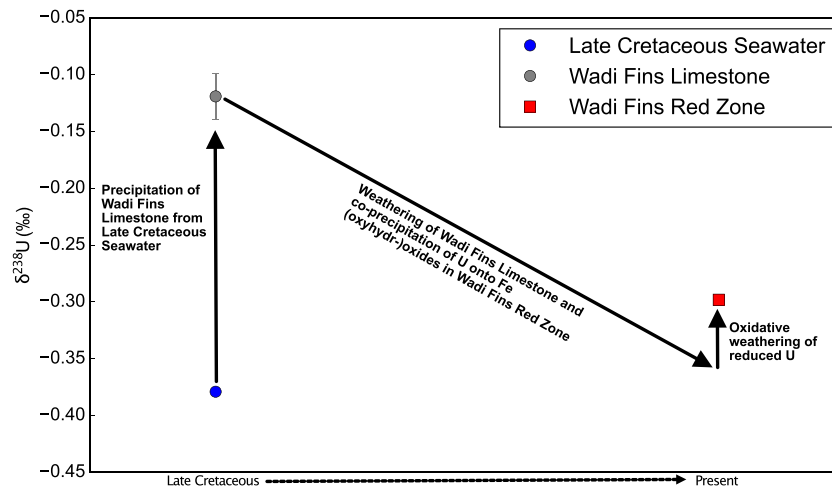 −0.05
−0.10
−0.15
−0.20
−0.25
−0.30
−0.35
−0.40
−0.45
δ²³⁸U (‰)
Late Cretaceous Seawater
Wadi Fins Limestone
Wadi Fins Red Zone
Precipitation of
Wadi Fins
Limestone from
Late Cretaceous
Seawater
Weathering of Wadi Fins Limestone and
co-precipitation of U onto Fe
(oxyhydr-)oxides in Wadi Fins Red Zone
Oxidative
weathering of
reduced U
Late Cretaceous
Present